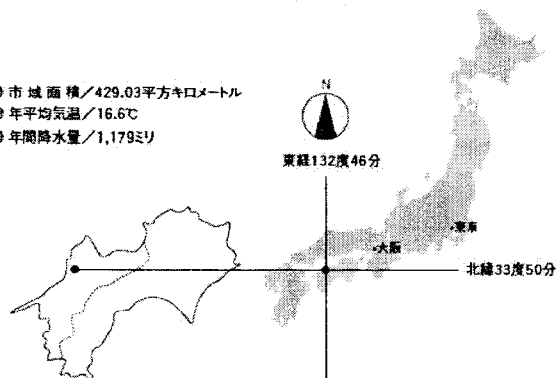 市域面積／429.03平方キロメートル
年平均気温／16.6℃
年間降水量／1,179ミリ
N
東経132度46分
東京
大阪
北緯33度50分